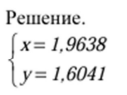 Решение.
x = 1,9638
y = 1,6041